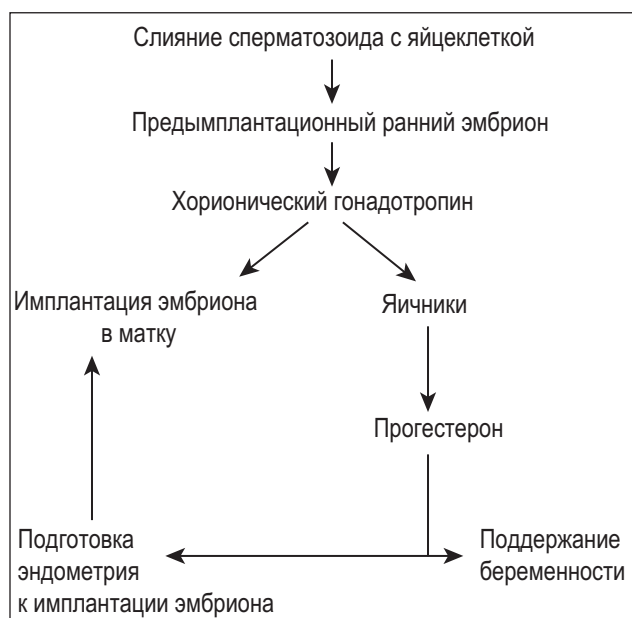 Слияние сперматозоида с яйцеклеткой
Предымплантационный ранний эмбрион
Хорионический гонадотропин
Имплантация эмбриона
в матку
Яичники
Прогестерон
Подготовка
эндометрия
к имплантации эмбриона
Поддержание
беременности